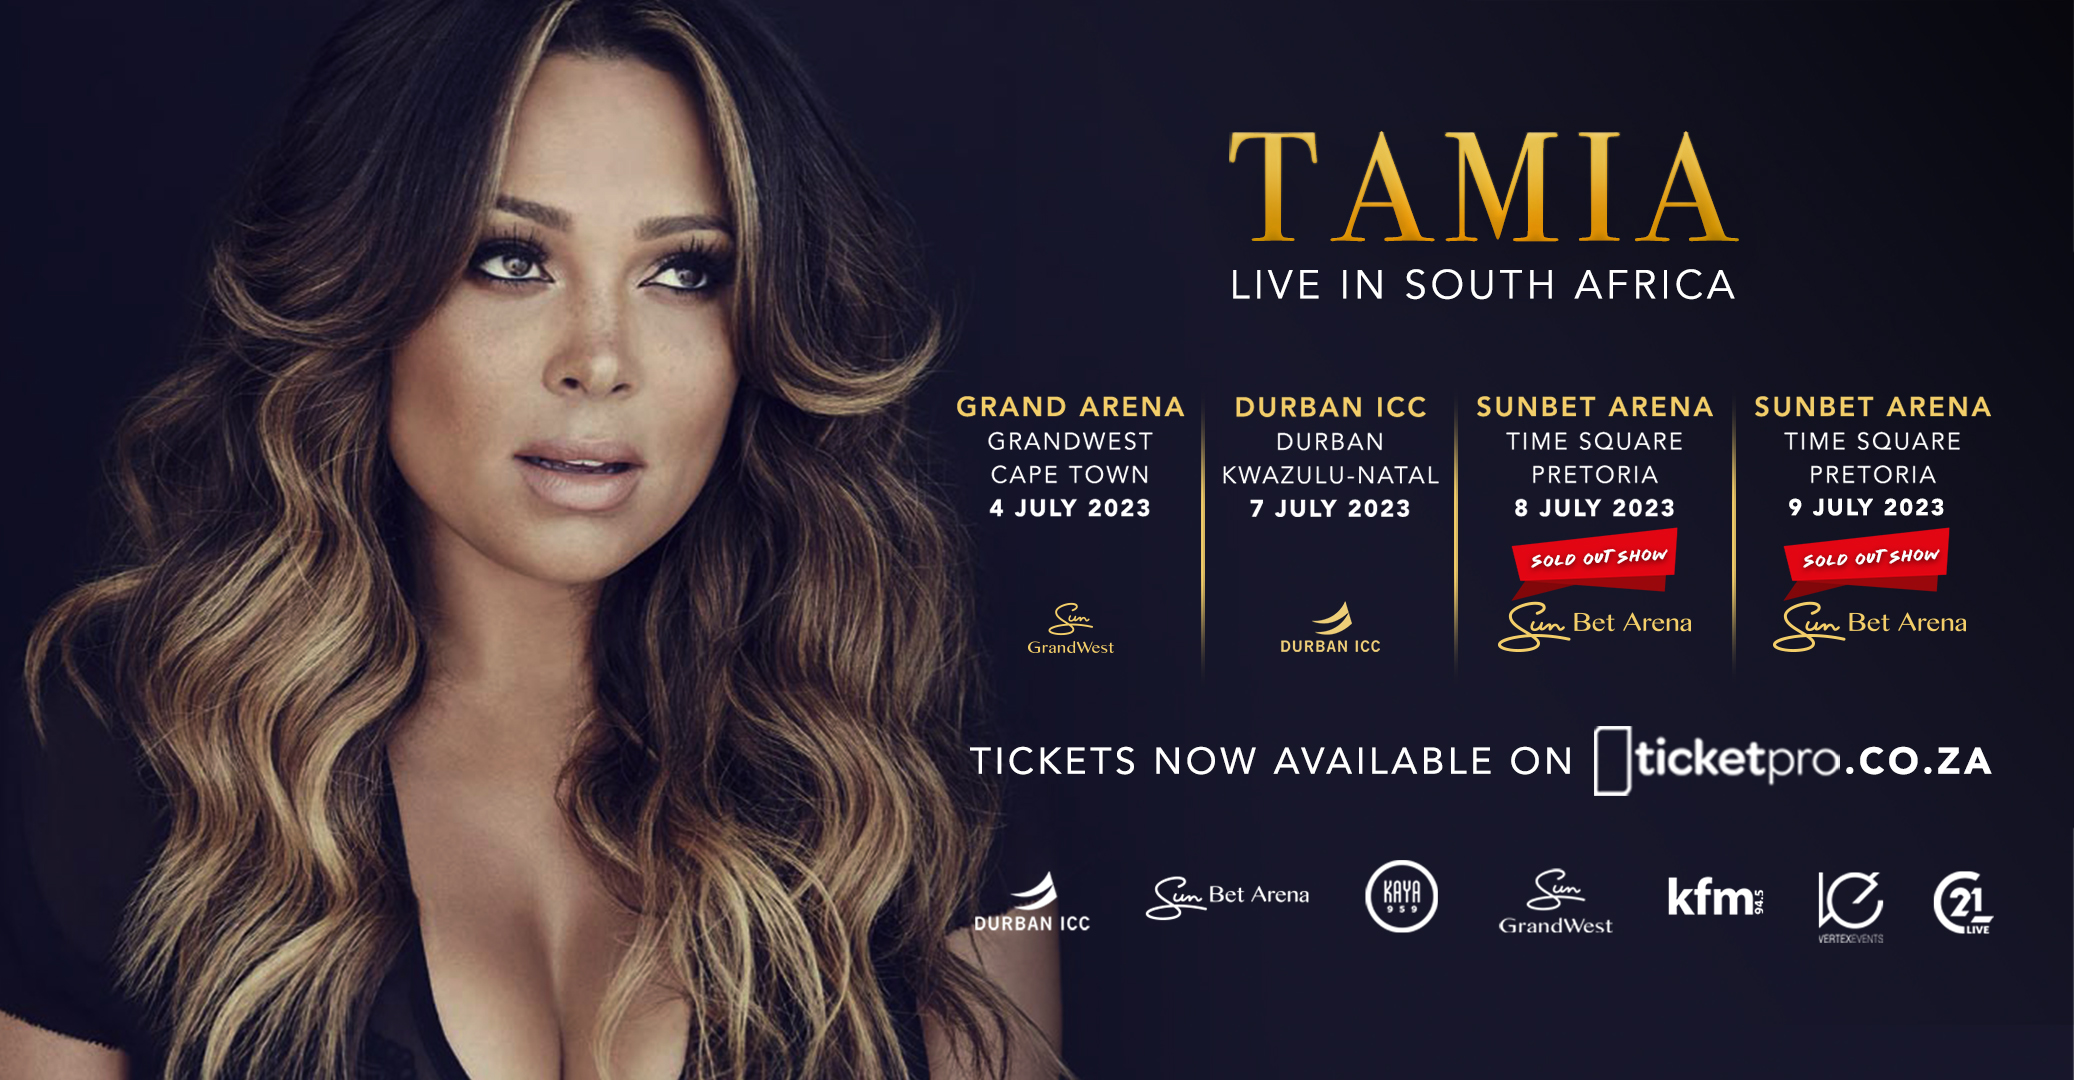 TAMIA
LIVE IN SOUTH AFRICA
GRAND ARENA
GRANDWEST
CAPE TOWN
4 JULY 2023
Sun
GrandWest
DURBAN ICC
DURBAN
KWAZULU-NATAL
7 JULY 2023
DURBAN ICC
SUNBET ARENA
TIME SQUARE
PRETORIA
8 JULY 2023
SOLD OUT SHOW
Sun Bet Arena
SUNBET ARENA
TIME SQUARE
PRETORIA
9 JULY 2023
SOLD OUT SHOW
Sun Bet Arena
TICKETS NOW AVAILABLE ON ticketpro.CO.ZA
DURBAN ICC
Sun Bet Arena
KAYA
959
Sun
GrandWest
kfm 94.5
VERTEXEVENTS
21
LIVE